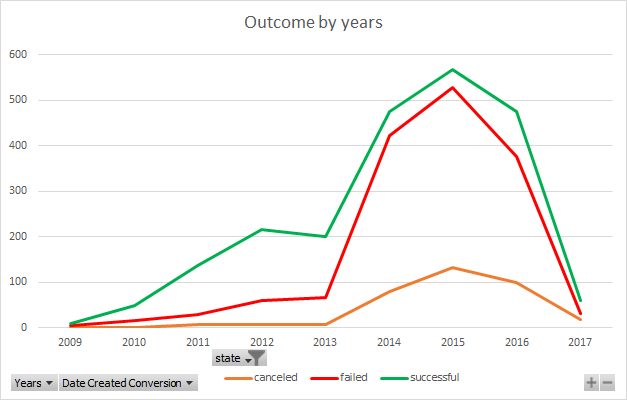 Outcome by years
600
500
400
300
200
100
0
2009 2010 2011 2012 2013 2014 2015 2016 2017
state
Years Date Created Conversion canceled failed successful